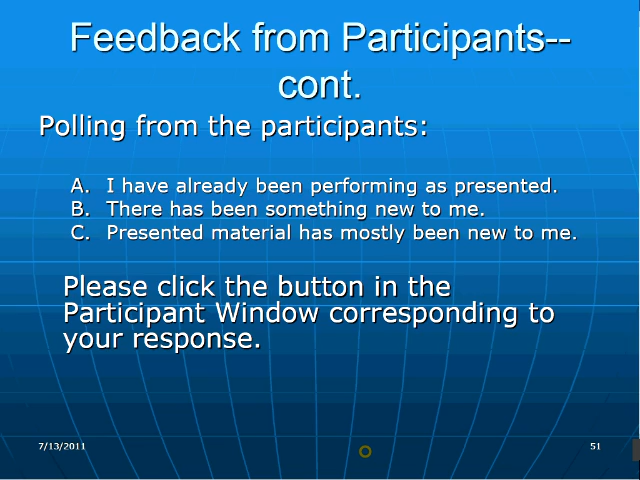 Feedback from Participants--
cont.
Polling from the participants:
A. I have already been performing as presented.
B. There has been something new to me.
C. Presented material has mostly been new to me.
Please click the button in the
Participant Window corresponding to
your response.
7/13/2011
51